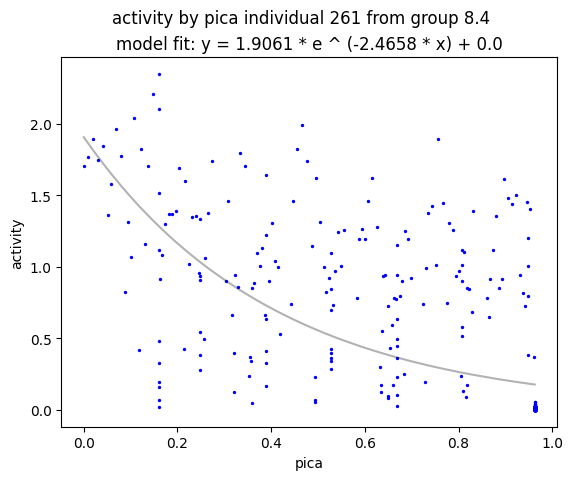 activity by pica individual 261 from group 8.4
model fit: y = 1.9061 * e ^ (-2.4658 * x) + 0.0
activity
2.0
1.5
1.0
0.5
0.0
0.0 0.2 0.4 0.6 0.8 1.0
pica